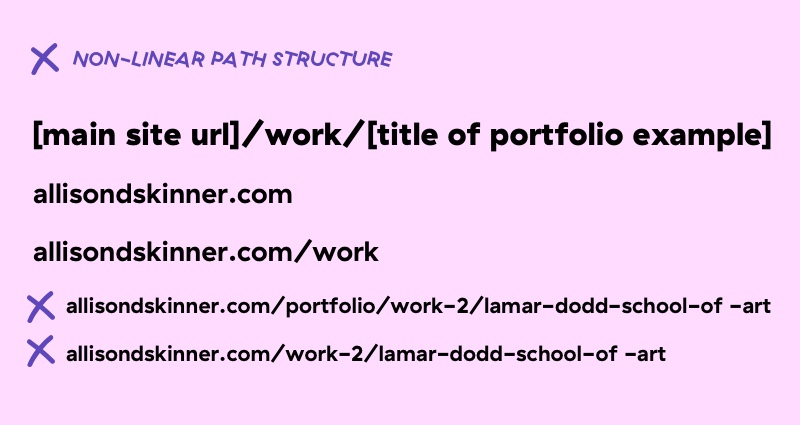 NON-LINEAR PATH STRUCTURE
[main site url]/work/[title of portfolio example]
allisondskinner.com
allisondskinner.com/work
allisondskinner.com/portfolio/work-2/lamar-dodd-school-of -art
allisondskinner.com/work-2/lamar-dodd-school-of -art